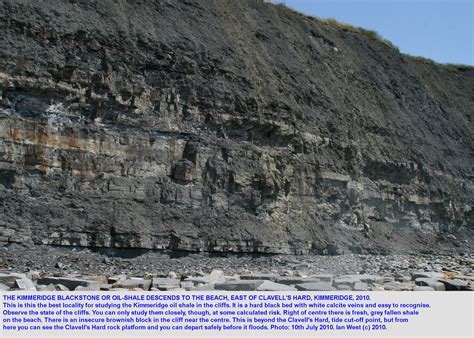 THE KIMMERIDGE BLACKSTONE OR OIL-SHALE DESCENDS TO THE BEACH, EAST OF CLAVELL'S HARD, KIMMERIDGE, 2010.
This is this the best locality for studying the Kimmeridge oil shale in the cliffs. It is a hard black bed with white calcite veins and easy to recognise.
Observe the state of the cliffs. You can only study them closely, though, at some calculated risk. Right of centre there is fresh, grey fallen shale
on the beach. There is an insecure brownish block in the cliff near the centre. This is beyond the Clavell's Hard, tide cut-off point, but from
here you can see the Clavell's Hard rock platform and you can depart safely before it floods. Photo: 10th July 2010. Ian West (c) 2010.